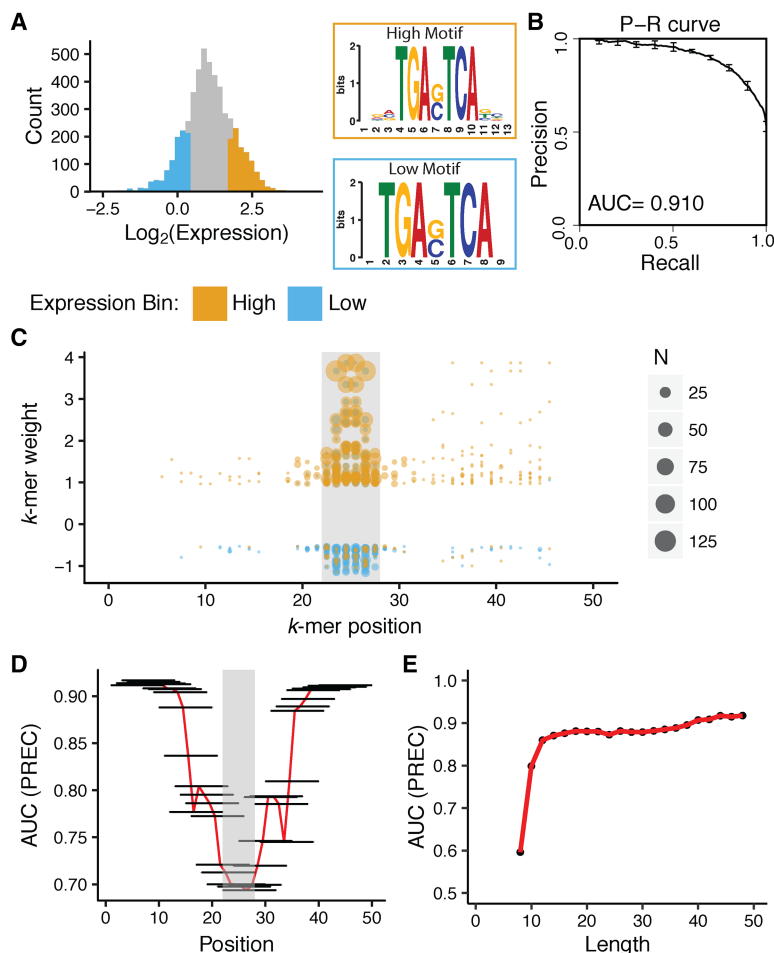 A
Count
500
400
300
200
100
0
−2.5
0.0
2.5
Log2(Expression)
High Motif
bits
2
1
0
TGAGTCA
C
1 2 3 4 5 6 7 8 9 10 11 12 13
Low Motif
bits
2
1
0
TGAGTCA
C
1 2 3 4 5 6 7 8 9
B
P−R curve
Precision
1.0
0.5
0.0
AUC= 0.910
0.0
0.5
1.0
Recall
Expression Bin:
High
Low
C
k-mer weight
4
3
2
1
0
−1
0
10
20
30
40
50
k-mer position
N
25
50
75
100
125
D
AUC (PREC)
0.90
0.85
0.80
0.75
0.70
0
10
20
30
40
50
Position
E
AUC (PREC)
1.0
0.9
0.8
0.7
0.6
0.5
0
10
20
30
40
50
Length